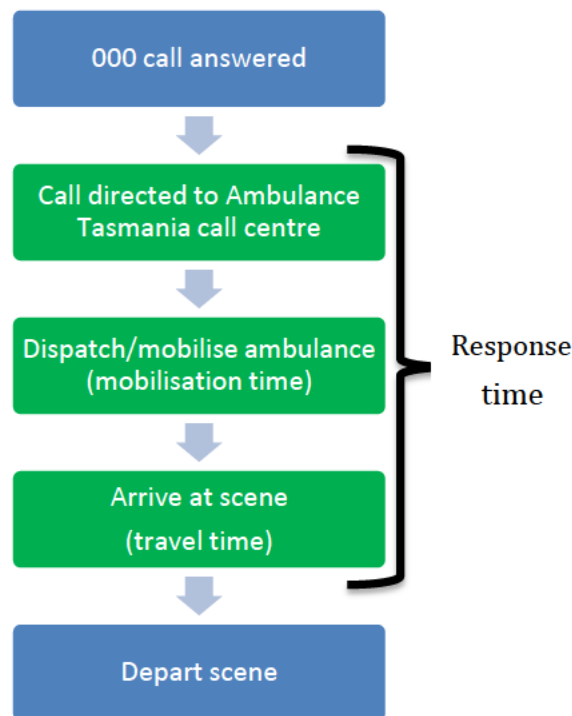 000 call answered
Call directed to Ambulance
Tasmania call centre
Dispatch/mobilise ambulance
(mobilisation time)
Response
time
Arrive at scene
(travel time)
Depart scene